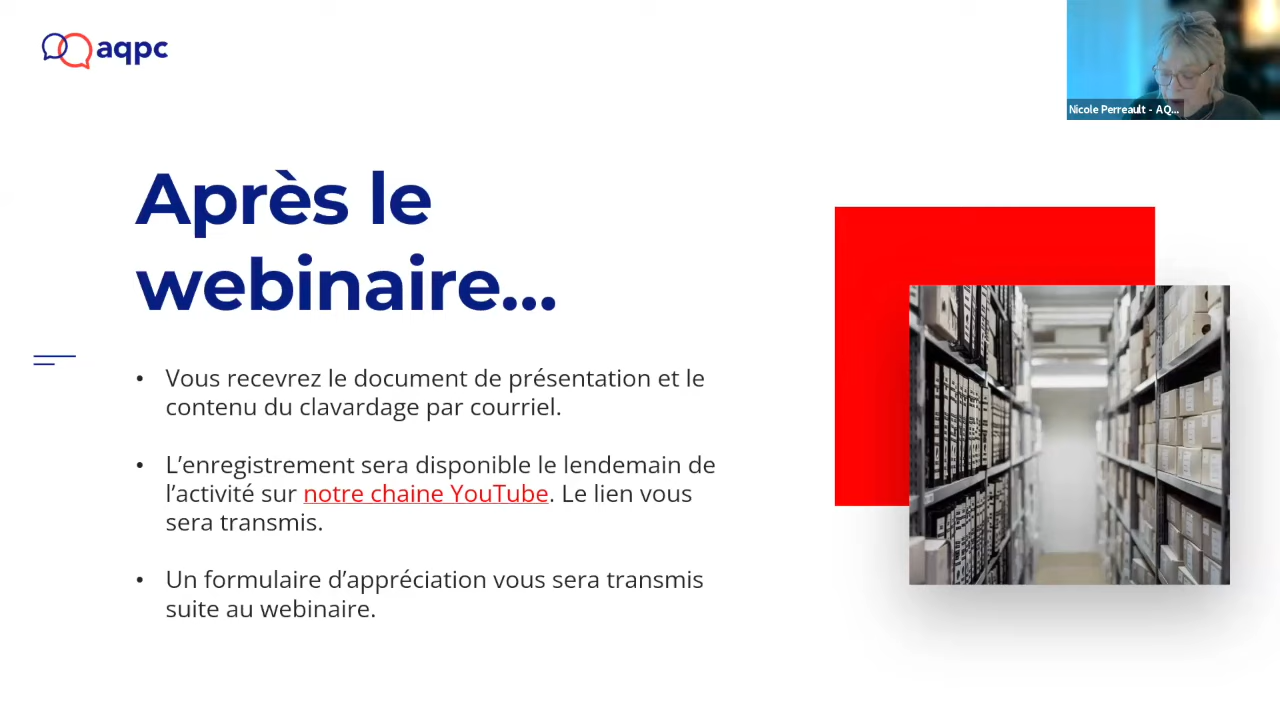 aqpc
Nicole Perreault - AQ...
Après le
webinaire...
• Vous recevrez le document de présentation et le
contenu du clavardage par courriel.
• L’enregistrement sera disponible le lendemain de
l’activité sur notre chaine YouTube. Le lien vous
sera transmis.
• Un formulaire d’appréciation vous sera transmis
suite au webinaire.